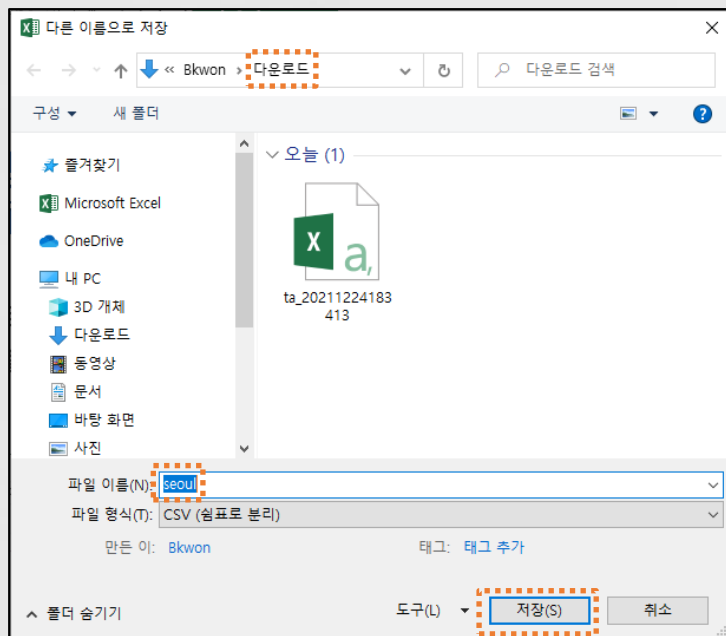 다른 이름으로 저장
« Bkwon › 다운로드
다운로드 검색
구성
새 폴더
즐겨찾기
Microsoft Excel
OneDrive
내 PC
3D 개체
다운로드
동영상
문서
바탕 화면
사진
오늘 (1)
ta_20211224183
413
파일 이름(N): seoul
파일 형식(T): CSV (쉼표로 분리)
만든 이: Bkwon
태그: 태그 추가
폴더 숨기기
도구(L)
저장(S)
취소